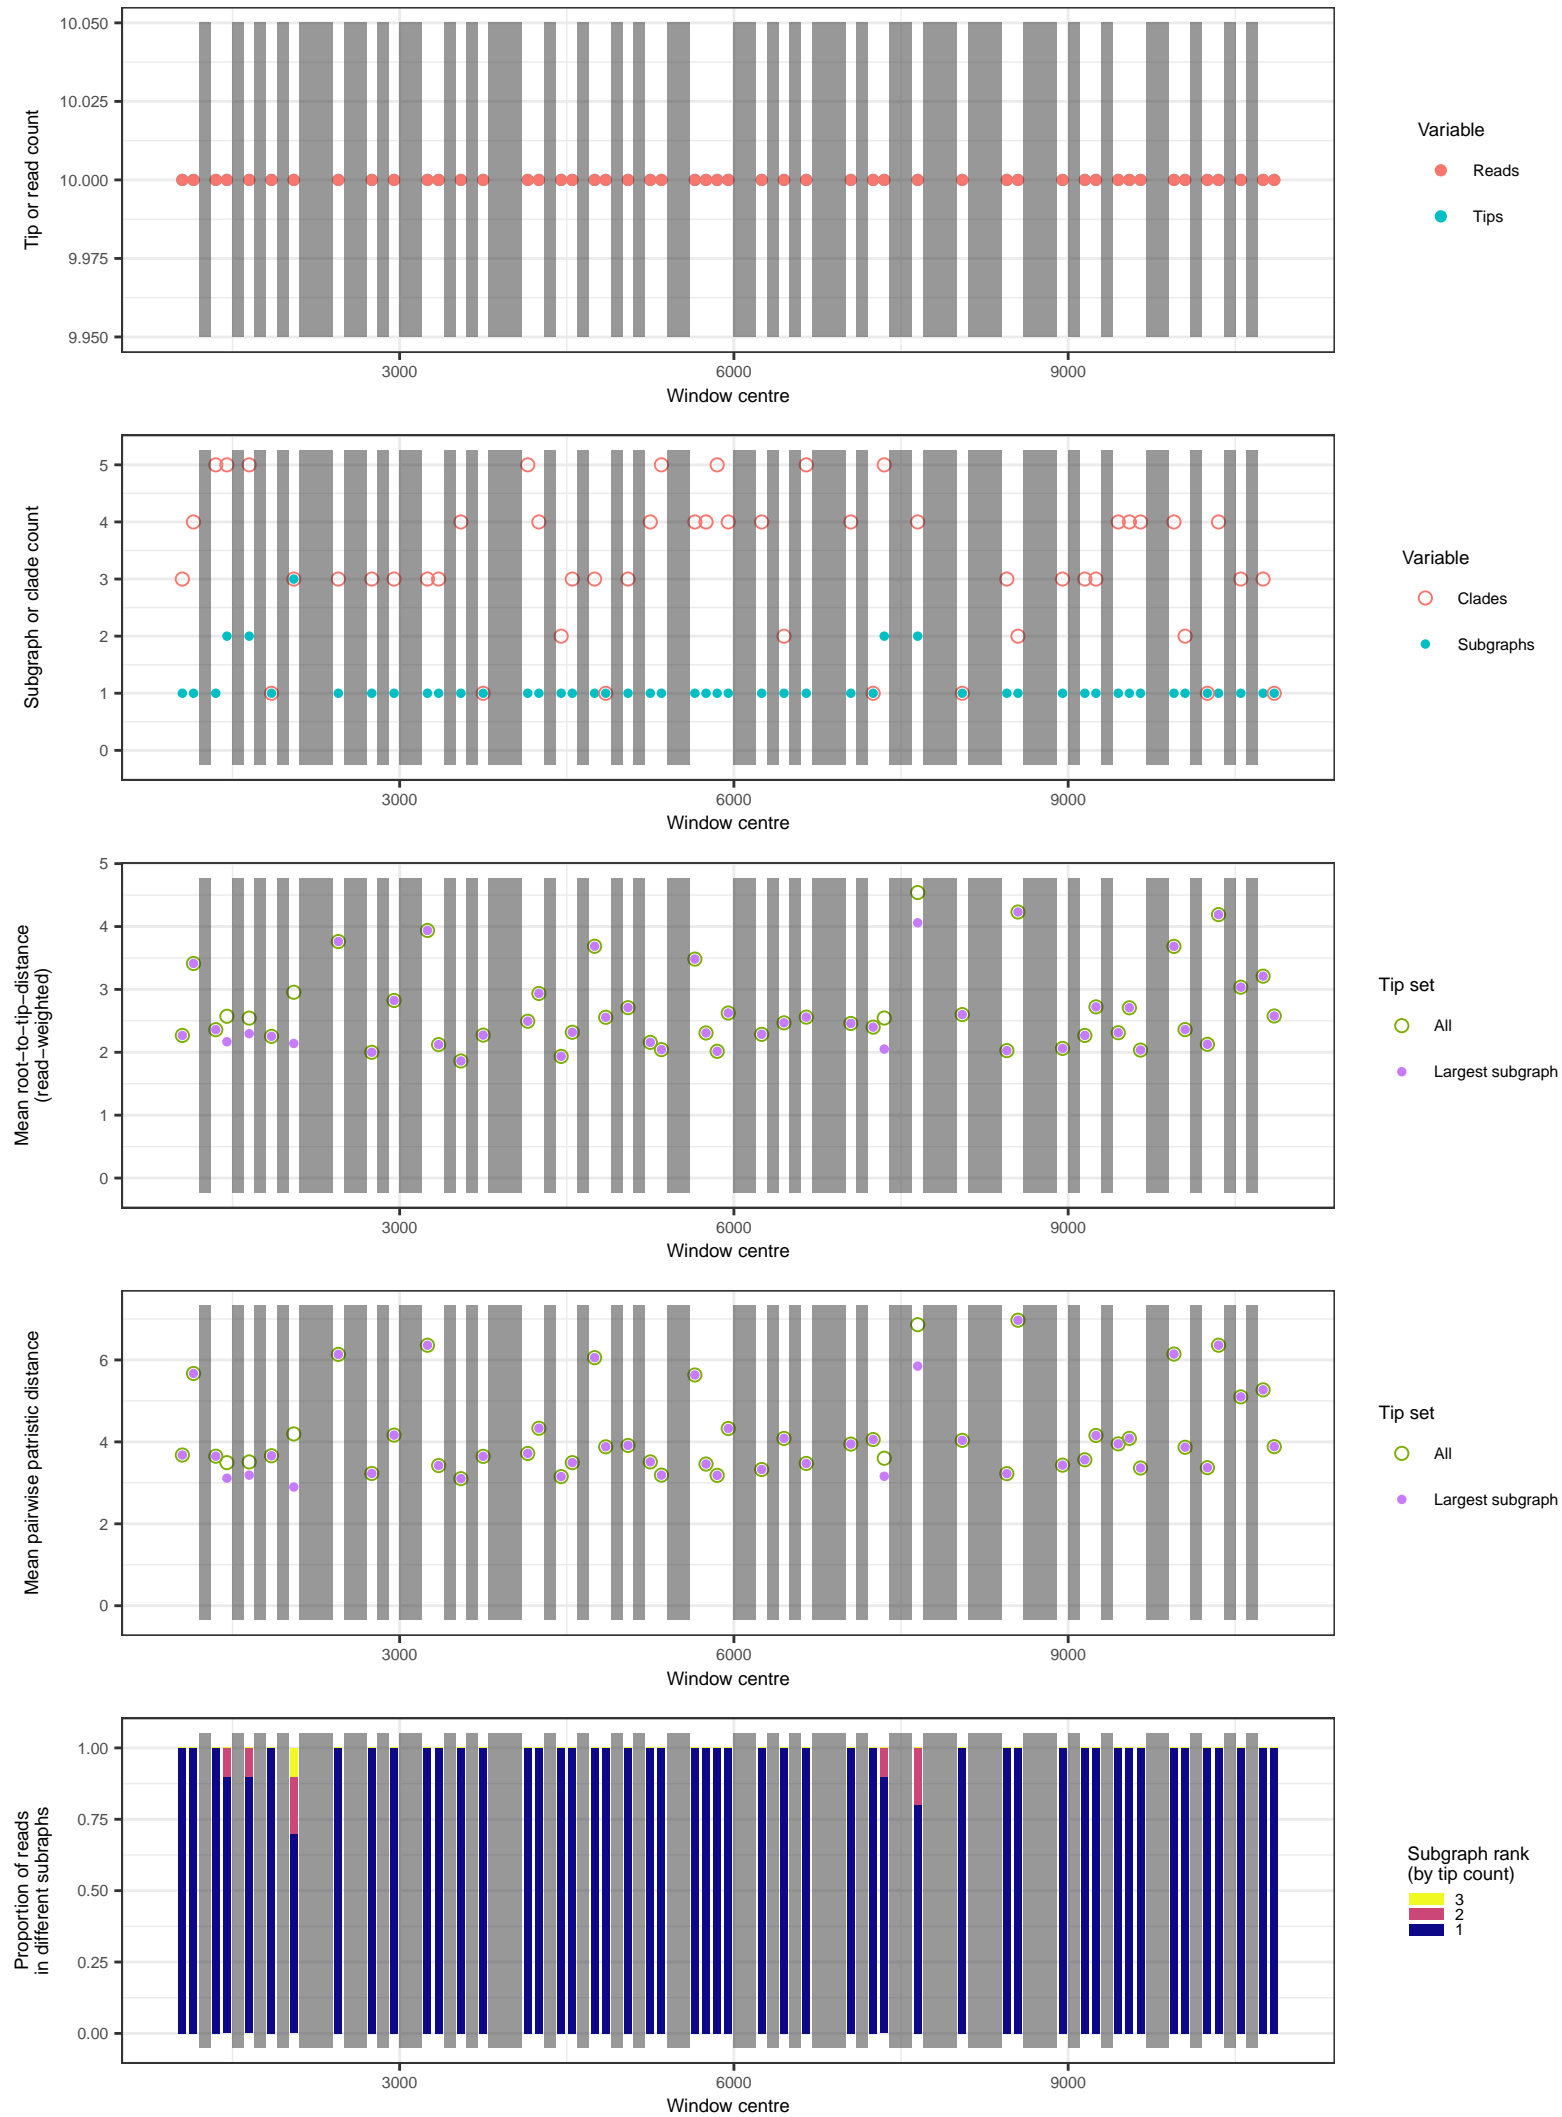 10.050
10.025
10.000
9.975
9.950
Tip or read count
3000
6000
9000
Window centre
Variable
Reads
Tips
5
4
3
2
1
0
Subgraph or clade count
3000
6000
9000
Window centre
Variable
Clades
Subgraphs
5
4
3
2
1
0
Mean root−to−tip−distance
(read−weighted)
3000
6000
9000
Window centre
Tip set
All
Largest subgraph
6
4
2
0
Mean pairwise patristic distance
3000
6000
9000
Window centre
Tip set
All
Largest subgraph
1.00
0.75
0.50
0.25
0.00
Proportion of reads
in different subraphs
3000
6000
9000
Window centre
Subgraph rank
(by tip count)
3
2
1